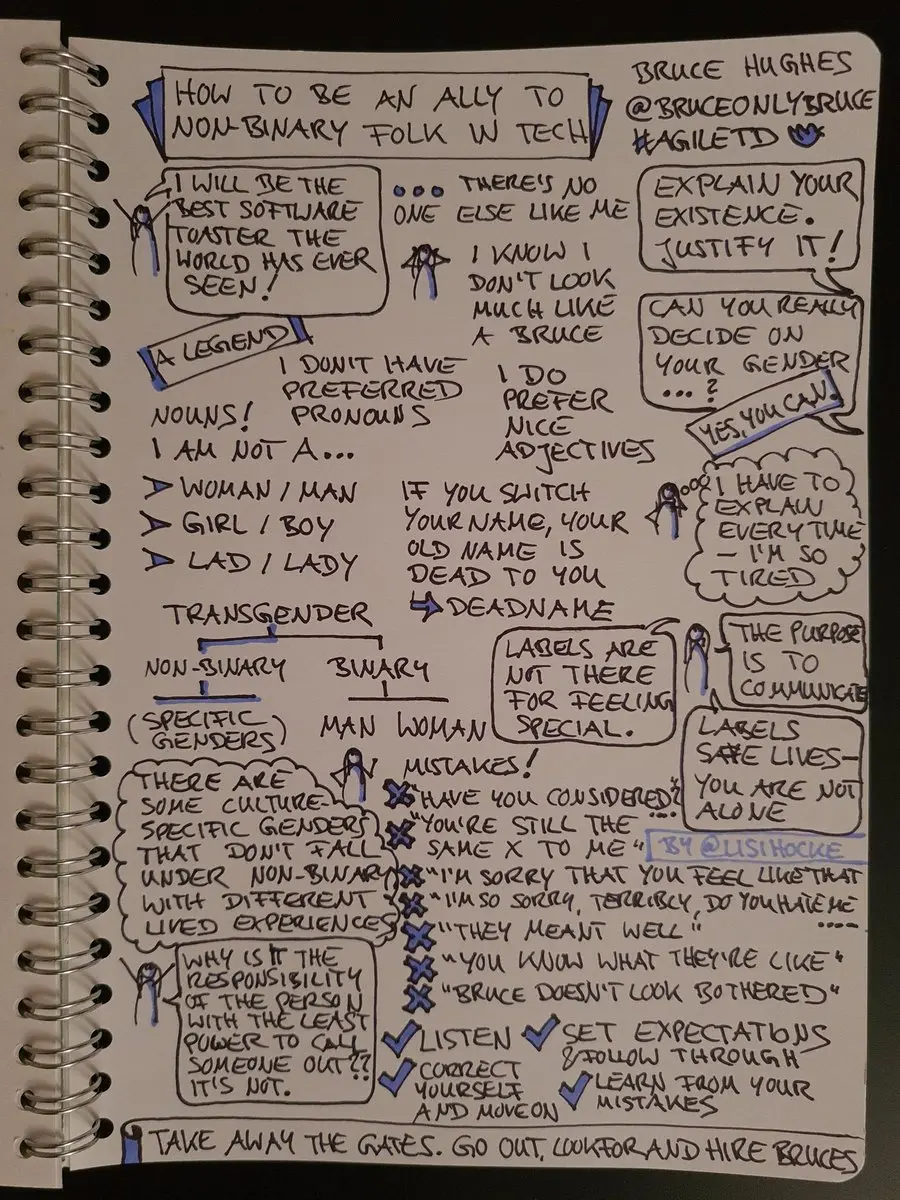 HOW TO BE AN ALLY TO
NON-BINARY FOLK IN TECH
BRUCE HUGHES
@BRUCEONLYBRUCE
#AGILETD
I WILL BE THE
BEST SOFTWARE
TOASTER THE
WORLD HAS EVER
SEEN!
... THERE'S NO
ONE ELSE LIKE ME
I KNOW I
DON'T LOOK
MUCH LIKE
A BRUCE
EXPLAIN YOUR
EXISTENCE.
JUSTIFY IT!
CAN YOU REALLY
DECIDE ON
YOUR GENDER
...?
YES, YOU CAN.
A LEGEND
I DON'T HAVE
PREFERRED
PRONOUNS
I DO
PREFER
NICE
ADJECTIVES
NOUNS!
I AM NOT A...
WOMAN / MAN
GIRL / BOY
LAD / LADY
IF YOU SWITCH
YOUR NAME, YOUR
OLD NAME IS
DEAD TO YOU
→ DEADNAME
I HAVE TO
EXPLAIN
EVERY TIME
– I'M SO
TIRED
TRANSGENDER
NON-BINARY
BINARY
(SPECIFIC
GENDERS)
MAN WOMAN
LABELS ARE
NOT THERE
FOR FEELING
SPECIAL.
THE PURPOSE
IS TO
COMMUNICATE
LABELS
SAVE LIVES–
YOU ARE NOT
ALONE
THERE ARE
SOME CULTURE-
SPECIFIC GENDERS
THAT DON'T FALL
UNDER NON-BINARY
WITH DIFFERENT
LIVED EXPERIENCES
MISTAKES!
"HAVE YOU CONSIDERED?"
....
"YOU'RE STILL THE
SAME X TO ME"
BY @LISIHOCKE
"I'M SORRY THAT YOU FEEL LIKE THAT
"I'M SO SORRY, TERRIBLY, DO YOU HATE ME
....
"THEY MEANT WELL"
"YOU KNOW WHAT THEY'RE LIKE"
"BRUCE DOESN'T LOOK BOTHERED"
WHY IS IT THE
RESPONSIBILITY
OF THE PERSON
WITH THE LEAST
POWER TO CALL
SOMEONE OUT??
IT'S NOT.
✓ LISTEN
✓ SET EXPECTATIONS
& FOLLOW THROUGH
✓ CORRECT
YOURSELF
AND MOVE ON
✓ LEARN FROM YOUR
MISTAKES
TAKE AWAY THE GATES. GO OUT, LOOK FOR AND HIRE BRUCES